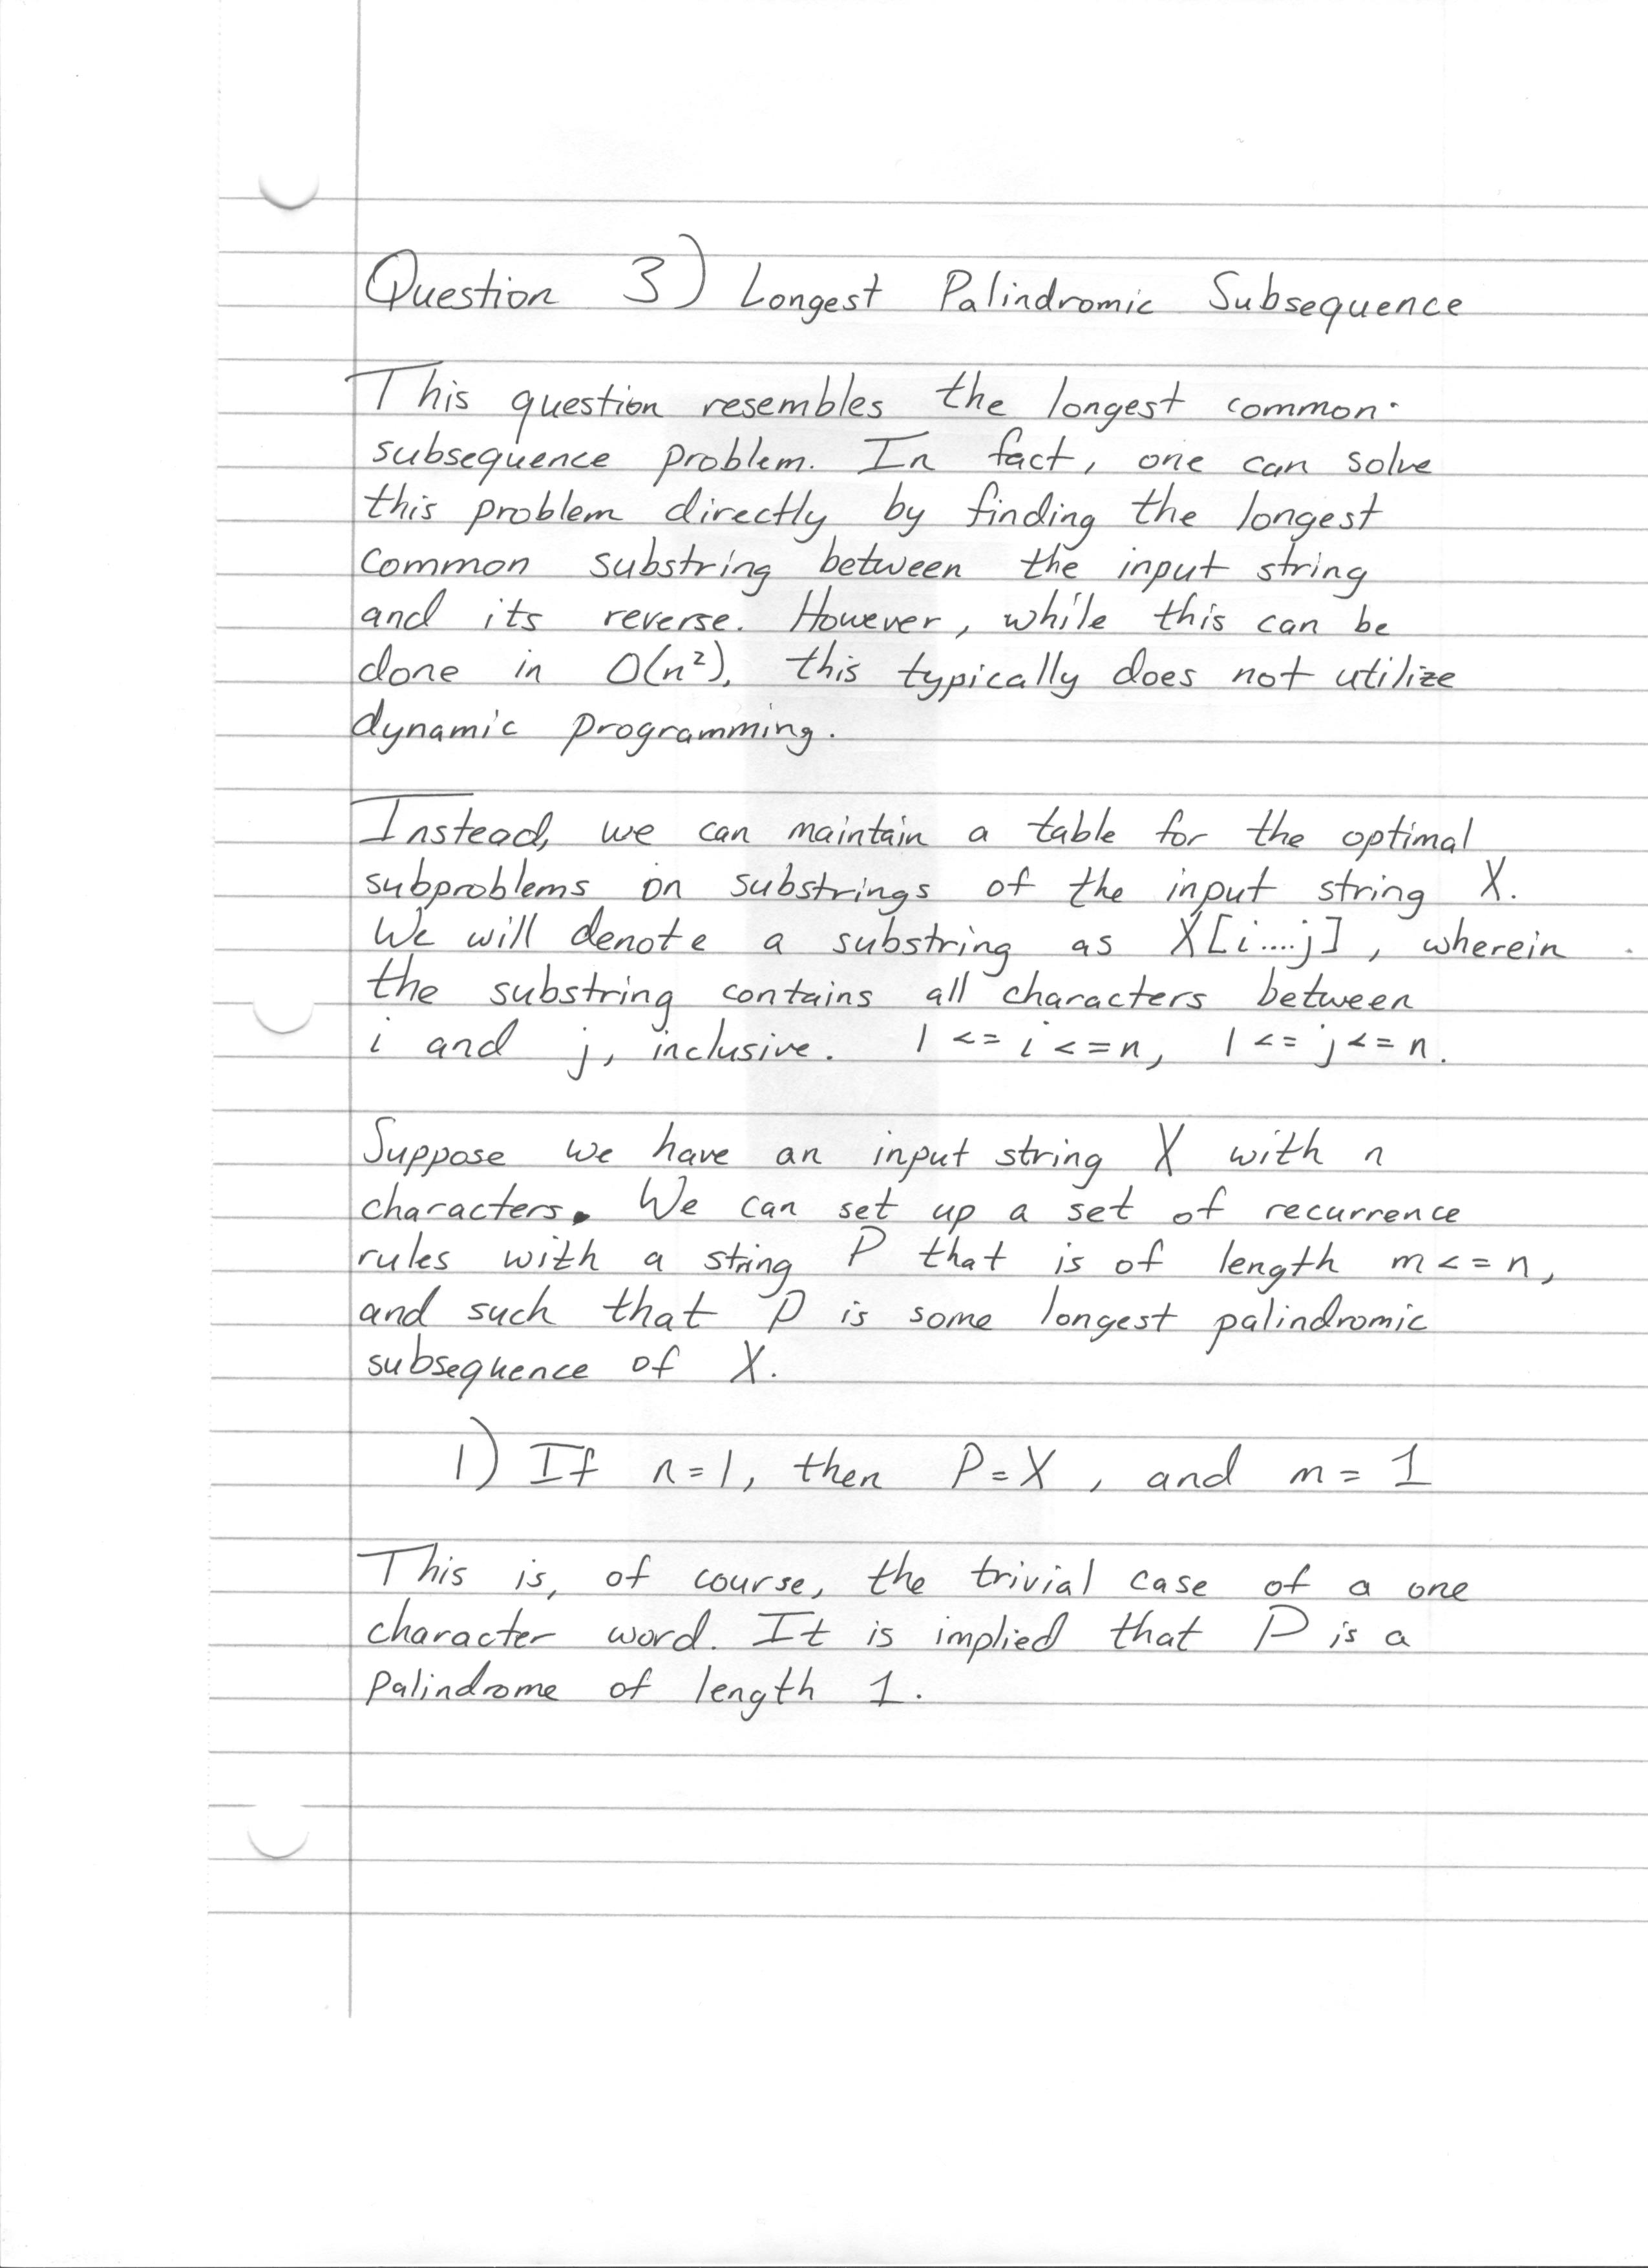 Question 3) Longest Palindromic Subsequence
This question resembles the longest common
subsequence problem. In fact, one can solve
this problem directly by finding the longest
common substring between the input string
and its reverse. However, while this can be
done in O(n²), this typically does not utilize
dynamic programming.
Instead, we can maintain a table for the optimal
subproblems on substrings of the input string X.
We will denote a substring as X[i....j], wherein
the substring contains all characters between
i and j, inclusive. 1 <= i <= n, 1 <= j <= n.
Suppose we have an input string X with n
characters. We can set up a set of recurrence
rules with a string P that is of length m <= n,
and such that P is some longest palindromic
subsequence of X.
1) If n=1, then P=X, and m = 1
This is, of course, the trivial case of a one
character word. It is implied that P is a
palindrome of length 1.